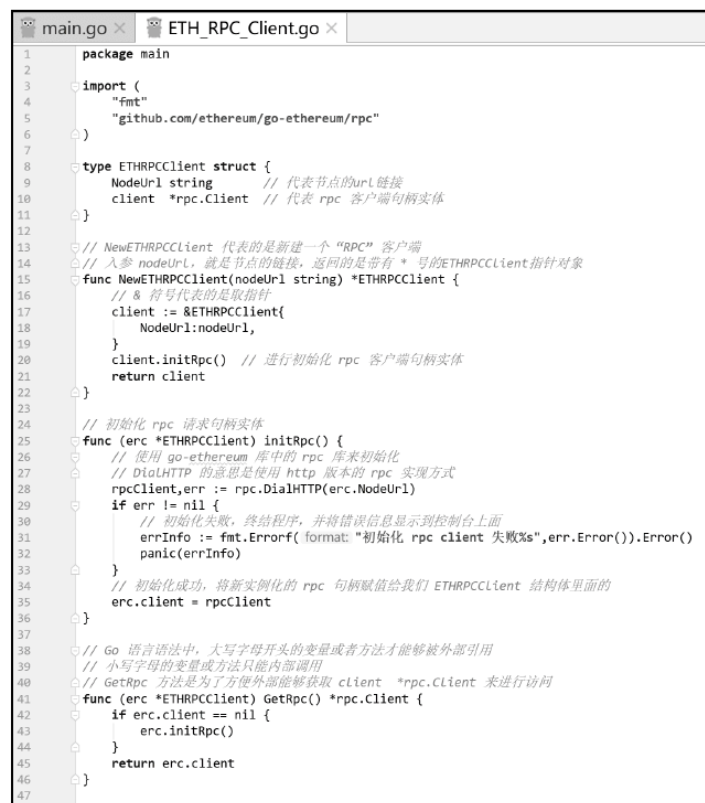 main.go × ETH_RPC_Client.go ×
1 package main
2
3 import (
4 "fmt"
5 "github.com/ethereum/go-ethereum/rpc"
6 )
7
8 type ETHRPCClient struct {
9 NodeUrl string // 代表节点的url链接
10 client *rpc.Client // 代表 rpc 客户端句柄实体
11 }
12
13 // NewETHRPCClient 代表的是新建一个“RPC”客户端
14 // 入参 nodeUrl，就是节点的链接，返回的是带有 * 号的ETHRPCClient指针对象
15 func NewETHRPCClient(nodeUrl string) *ETHRPCClient {
16 // & 符号代表的是取指针
17 client := &ETHRPCClient{
18 NodeUrl:nodeUrl,
19 }
20 client.initRpc() // 进行初始化 rpc 客户端句柄实体
21 return client
22 }
23
24 // 初始化 rpc 请求句柄实体
25 func (erc *ETHRPCClient) initRpc() {
26 // 使用 go-ethereum 库中的 rpc 库来初始化
27 // DialHTTP 的意思是使用 http 版本的 rpc 实现方式
28 rpcClient,err := rpc.DialHTTP(erc.NodeUrl)
29 if err != nil {
30 // 初始化失败，终结程序，并将错误信息显示到控制台上面
31 errInfo := fmt.Errorf( format: "初始化 rpc client 失败%s",err.Error()).Error()
32 panic(errInfo)
33 }
34 // 初始化成功，将新实例化的 rpc 句柄赋值给我们 ETHRPCClient 结构体里面的
35 erc.client = rpcClient
36 }
37
38 // Go 语言语法中，大写字母开头的变量或者方法才能够被外部引用
39 // 小写字母的变量或方法只能内部调用
40 // GetRpc 方法是为了方便外部能够获取 client *rpc.Client 来进行访问
41 func (erc *ETHRPCClient) GetRpc() *rpc.Client {
42 if erc.client == nil {
43 erc.initRpc()
44 }
45 return erc.client
46 }
47